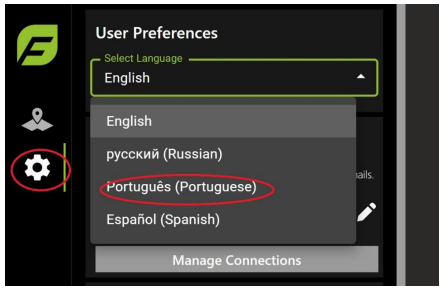 User Preferences
Select Language
English
English
русский (Russian)
Português (Portuguese)
ails.
Español (Spanish)
Manage Connections